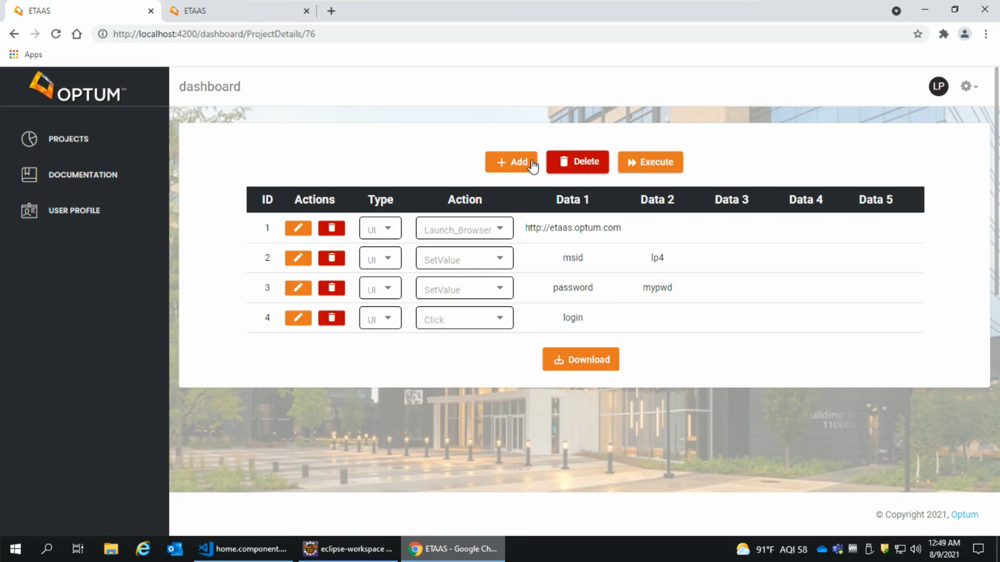 ETAAS
ETAAS
http://localhost:4200/dashboard/ProjectDetails/76
Apps
OPTUM™
dashboard
LP
PROJECTS
DOCUMENTATION
USER PROFILE
Add
Delete
Execute
ID Actions Type Action Data 1 Data 2 Data 3 Data 4 Data 5
1 UI Launch_Browser http://etaas.optum.com
2 UI SetValue msid lp4
3 UI SetValue password mypwd
4 UI Click login
Download
uilding 1
11000
© Copyright 2021, Optum
home.component....
eclipse-workspace ...
ETAAS - Google Ch...
91°F AQI 58
12:49 AM
8/9/2021